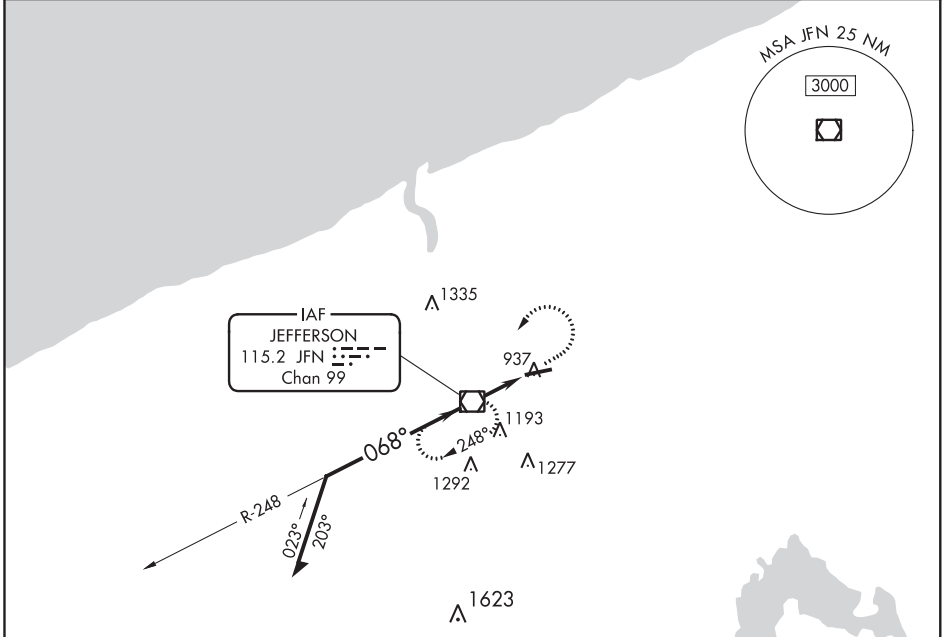 MSA JFN 25 NM
3000
1335
IAF
JEFFERSON
115.2 JFN
Chan 99
937
1193
068°
248°
1277
1292
R-248
023°
203°
1623